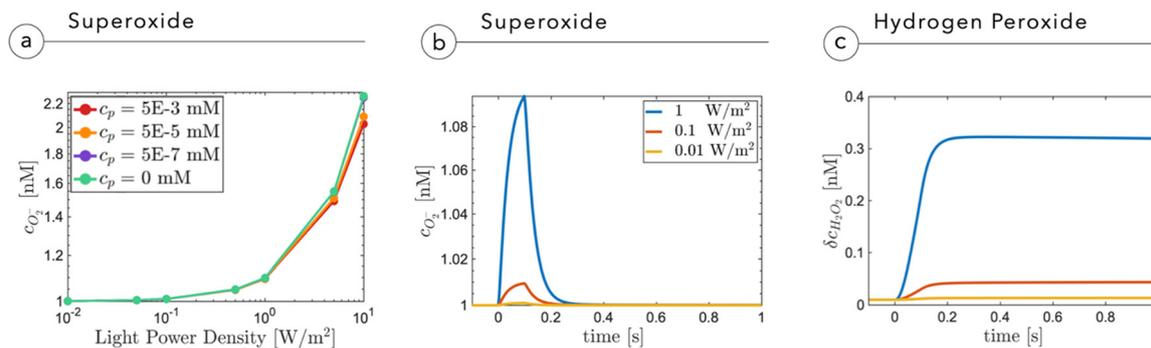 Superoxide
Superoxide
Hydrogen Peroxide
a
b
c
2.2
2
1.8
1.6
1.4
1.2
1
c_p = 5E-3 mM
c_p = 5E-5 mM
c_p = 5E-7 mM
c_p = 0 mM
c_{O_2^-} [nM]
10^{-2} 10^{-1} 10^0 10^1
Light Power Density [W/m²]
1.08
1.06
1.04
1.02
1
1 W/m²
0.1 W/m²
0.01 W/m²
c_{O_2^-} [nM]
0 0.2 0.4 0.6 0.8 1
time [s]
0.4
0.3
0.2
0.1
0
δc_{H_2O_2} [nM]
0 0.2 0.4 0.6 0.8
time [s]